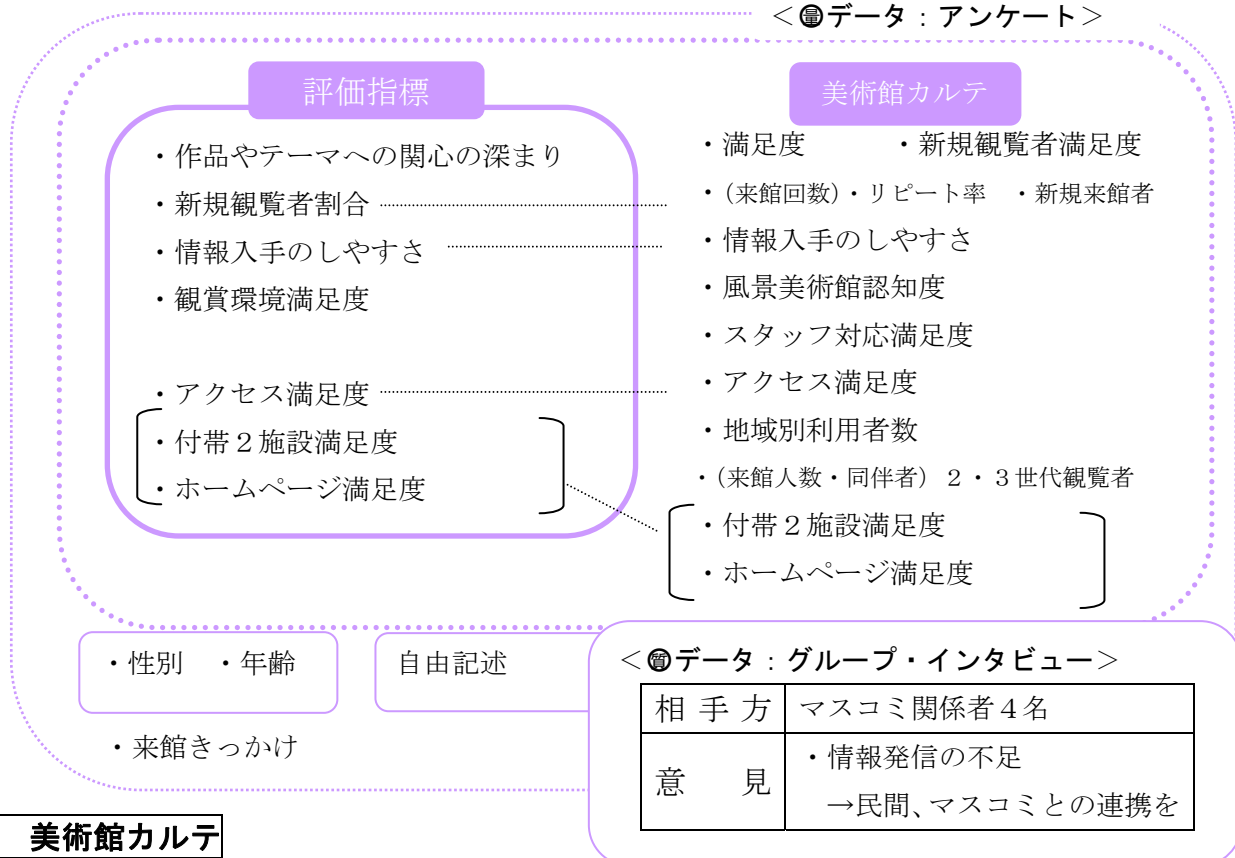 ＜量データ：アンケート＞
評価指標
・作品やテーマへの関心の深まり
・新規観覧者割合
・情報入手のしやすさ
・観賞環境満足度
・アクセス満足度
・付帯２施設満足度
・ホームページ満足度
美術館カルテ
・満足度　・新規観覧者満足度
・(来館回数)・リピート率　・新規来館者
・情報入手のしやすさ
・風景美術館認知度
・スタッフ対応満足度
・アクセス満足度
・地域別利用者数
・(来館人数・同伴者)２・３世代観覧者
・付帯２施設満足度
・ホームページ満足度
・性別　・年齢
自由記述
・来館きっかけ
＜質データ：グループ・インタビュー＞
相手方　マスコミ関係者４名
意見　・情報発信の不足
→民間、マスコミとの連携を
美術館カルテ